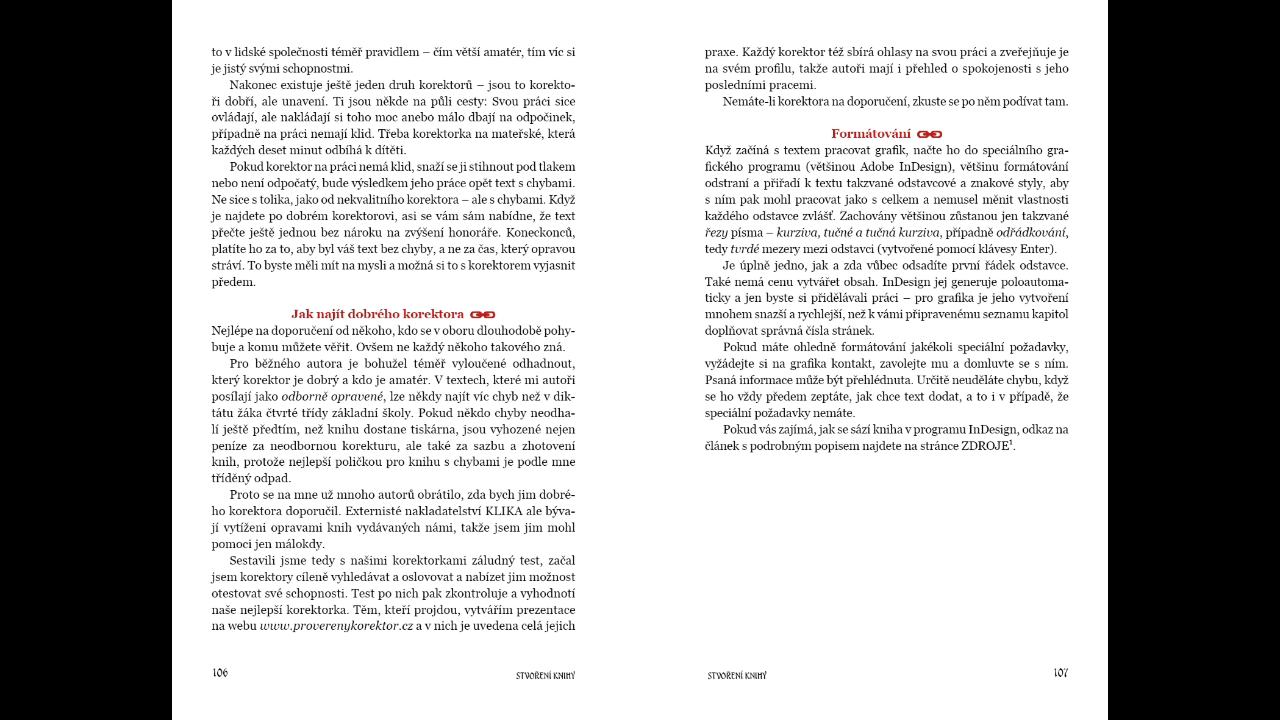 to v lidské společnosti téměř pravidlem – čím větší amatér, tím víc si
je jistý svými schopnostmi.
Nakonec existuje ještě jeden druh korektorů – jsou to korekto-
ři dobří, ale unavení. Ti jsou někde na půli cesty: Svou práci sice
ovládají, ale nakládají si toho moc anebo málo dbají na odpočinek,
případně na práci nemají klid. Třeba korektorka na mateřské, která
každých deset minut odbíhá k dítěti.
Pokud korektor na práci nemá klid, snaží se ji stihnout pod tlakem
nebo není odpočatý, bude výsledkem jeho práce opět text s chybami.
Ne sice s tolika, jako od nekvalitního korektora – ale s chybami. Když
je najdete po dobrém korektorovi, asi se vám sám nabídne, že text
přečte ještě jednou bez nároku na zvýšení honoráře. Koneckonců,
platíte ho za to, aby byl váš text bez chyby, a ne za čas, který opravou
stráví. To byste měli mít na mysli a možná si to s korektorem vyjasnit
předem.
Jak najít dobrého korektora
Nejlépe na doporučení od někoho, kdo se v oboru dlouhodobě pohy-
buje a komu můžete věřit. Ovšem ne každý někoho takového zná.
Pro běžného autora je bohužel téměř vyloučené odhadnout,
který korektor je dobrý a kdo je amatér. V textech, které mi autoři
posílají jako odborně opravené, lze někdy najít víc chyb než v dik-
tátu žáka čtvrté třídy základní školy. Pokud někdo chyby neodha-
lí ještě předtím, než knihu dostane tiskárna, jsou vyhozené nejen
peníze za neodbornou korekturu, ale také za sazbu a zhotovení
knih, protože nejlepší poličkou pro knihu s chybami je podle mne
tříděný odpad.
Proto se na mne už mnoho autorů obrátilo, zda bych jim dobré-
ho korektora doporučil. Externisté nakladatelství KLIKA ale býva-
jí vytíženi opravami knih vydávaných námi, takže jsem jim mohl
pomoci jen málokdy.
Sestavili jsme tedy s našimi korektorkami záludný test, začal
jsem korektory cíleně vyhledávat a oslovovat a nabízet jim možnost
otestovat své schopnosti. Test po nich pak zkontroluje a vyhodnotí
naše nejlepší korektorka. Těm, kteří projdou, vytvářím prezentace
na webu www.proverenykorektor.cz a v nich je uvedena celá jejich
106
STVOŘENÍ KNIHY
praxe. Každý korektor též sbírá ohlasy na svou práci a zveřejňuje je
na svém profilu, takže autoři mají i přehled o spokojenosti s jeho
posledními pracemi.
Nemáte-li korektora na doporučení, zkuste se po něm podívat tam.
Formátování
Když začíná s textem pracovat grafik, načte ho do speciálního gra-
fického programu (většinou Adobe InDesign), většinu formátování
odstraní a přiřadí k textu takzvané odstavcové a znakové styly, aby
s ním pak mohl pracovat jako s celkem a nemusel měnit vlastnosti
každého odstavce zvlášť. Zachovány většinou zůstanou jen takzvané
řezy písma – kurzíva, tučné a tučná kurzíva, případně odřádkování,
tedy tvrdé mezery mezi odstavci (vytvořené pomocí klávesy Enter).
Je úplně jedno, jak a zda vůbec odsadíte první řádek odstavce.
Také nemá cenu vytvářet obsah. InDesign jej generuje poloautoma-
ticky a jen byste si přidělávali práci – pro grafika je jeho vytvoření
mnohem snazší a rychlejší, než k vámi připravenému seznamu kapitol
doplňovat správná čísla stránek.
Pokud máte ohledně formátování jakékoli speciální požadavky,
vyžádejte si na grafika kontakt, zavolejte mu a domluvte se s ním.
Psaná informace může být přehlédnuta. Určitě neuděláte chybu, když
se ho vždy předem zeptáte, jak chce text dodat, a to i v případě, že
speciální požadavky nemáte.
Pokud vás zajímá, jak se sází kniha v programu InDesign, odkaz na
článek s podrobným popisem najdete na stránce ZDROJE¹.
STVOŘENÍ KNIHY
107